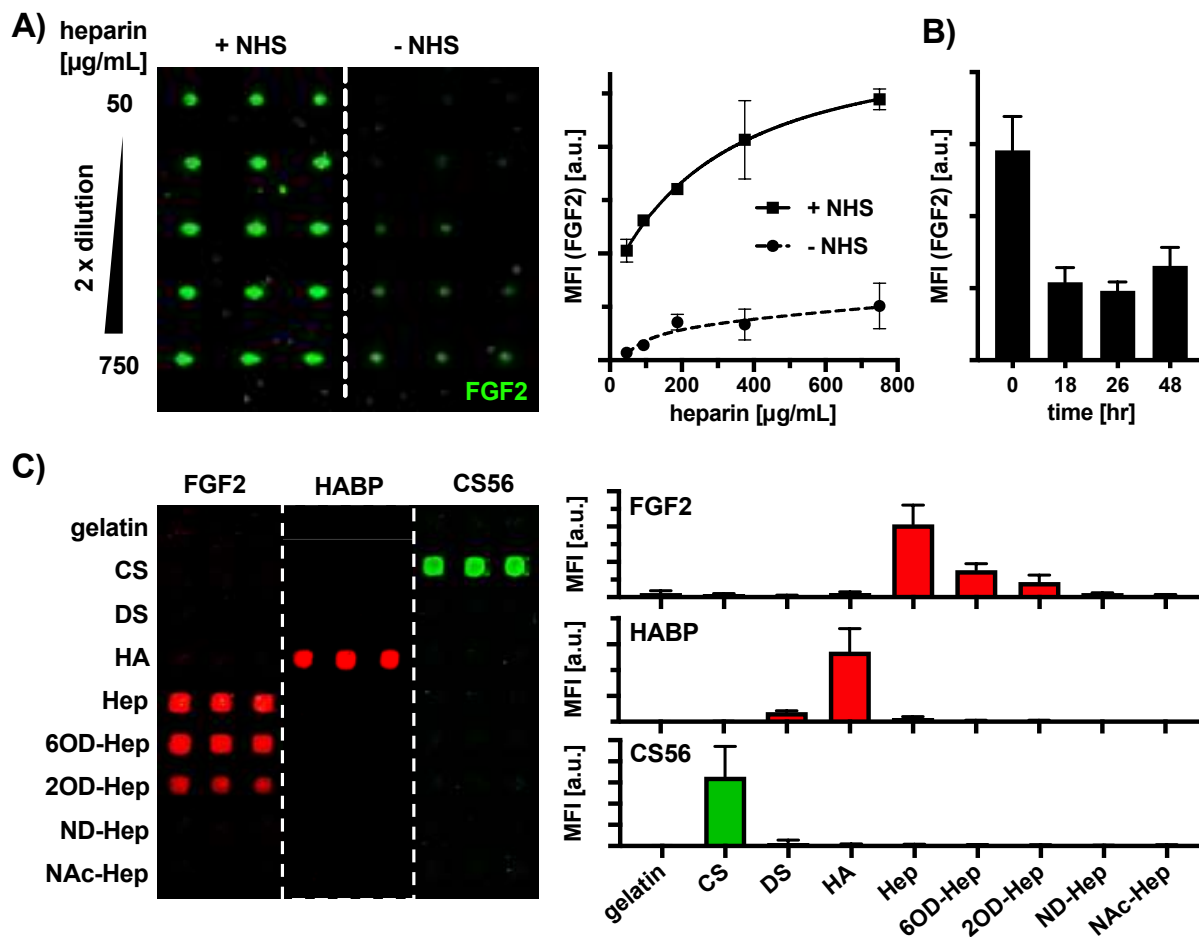 A)
heparin
[µg/mL]
+ NHS
- NHS
50
2 x dilution
750
FGF2
MFI (FGF2) [a.u.]
+ NHS
- NHS
0 200 400 600 800
heparin [µg/mL]
B)
MFI (FGF2) [a.u.]
0 18 26 48
time [hr]
C)
FGF2 HABP CS56
gelatin
CS
DS
HA
Hep
6OD-Hep
2OD-Hep
ND-Hep
NAc-Hep
FGF2
MFI [a.u.]
HABP
MFI [a.u.]
CS56
MFI [a.u.]
gelatin
CS
DS
HA
Hep
6OD-Hep
2OD-Hep
ND-Hep
NAc-Hep